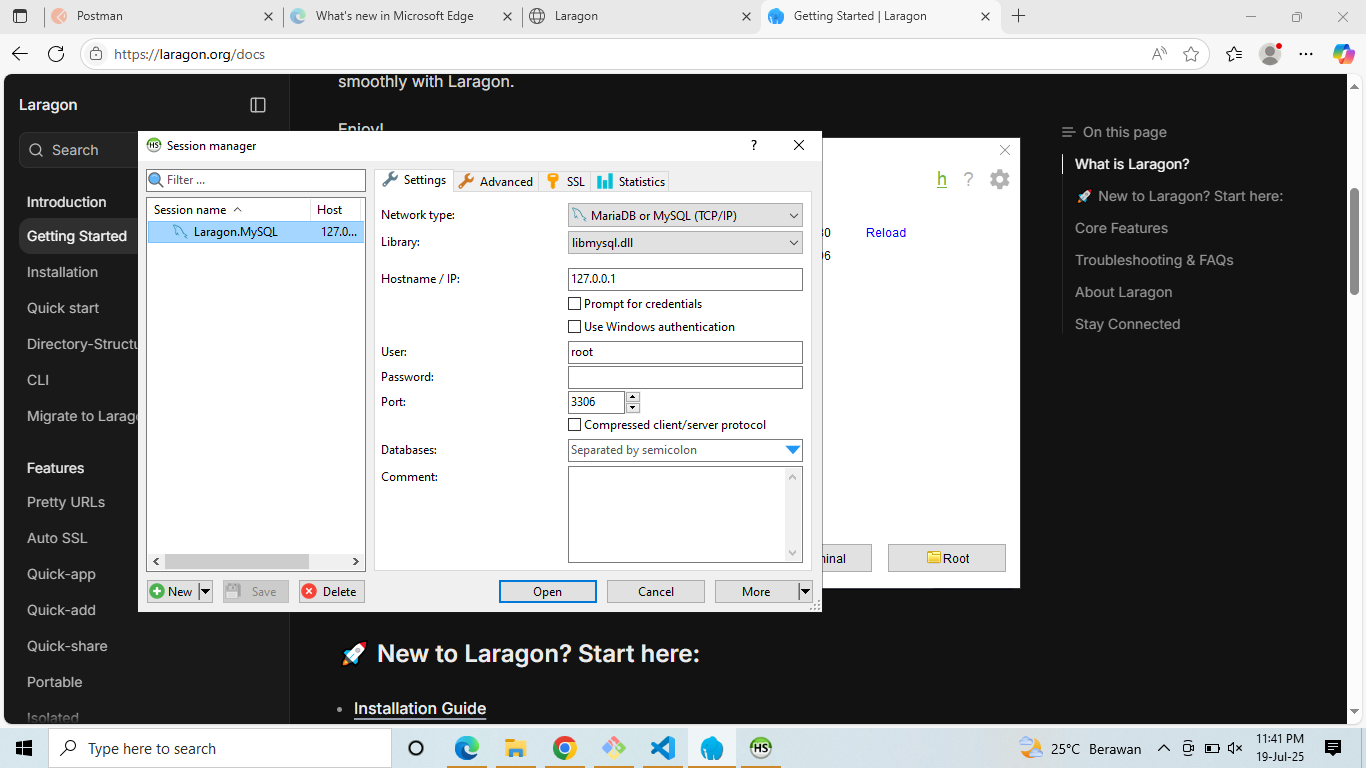 Postman
What's new in Microsoft Edge
Laragon
Getting Started | Laragon
https://laragon.org/docs
Laragon
Search
Introduction
Getting Started
Installation
Quick start
Directory-Structu
CLI
Migrate to Larago
Features
Pretty URLs
Auto SSL
Quick-app
Quick-add
Quick-share
Portable
Isolated
smoothly with Laragon.
Enjoy!
HS Session manager ?
Filter ...
Session name Host
Laragon.MySQL 127.0...
New Save Delete
Settings Advanced SSL Statistics
Network type: MariaDB or MySQL (TCP/IP)
Library: libmysql.dll
Hostname / IP: 127.0.0.1
Prompt for credentials
Use Windows authentication
User: root
Password:
Port: 3306
Compressed client/server protocol
Databases: Separated by semicolon
Comment:
Open Cancel More
h ?
Reload
Root
New to Laragon? Start here:
Installation Guide
On this page
What is Laragon?
New to Laragon? Start here:
Core Features
Troubleshooting & FAQs
About Laragon
Stay Connected
Type here to search
HS
25°C Berawan
11:41 PM
19-Jul-25